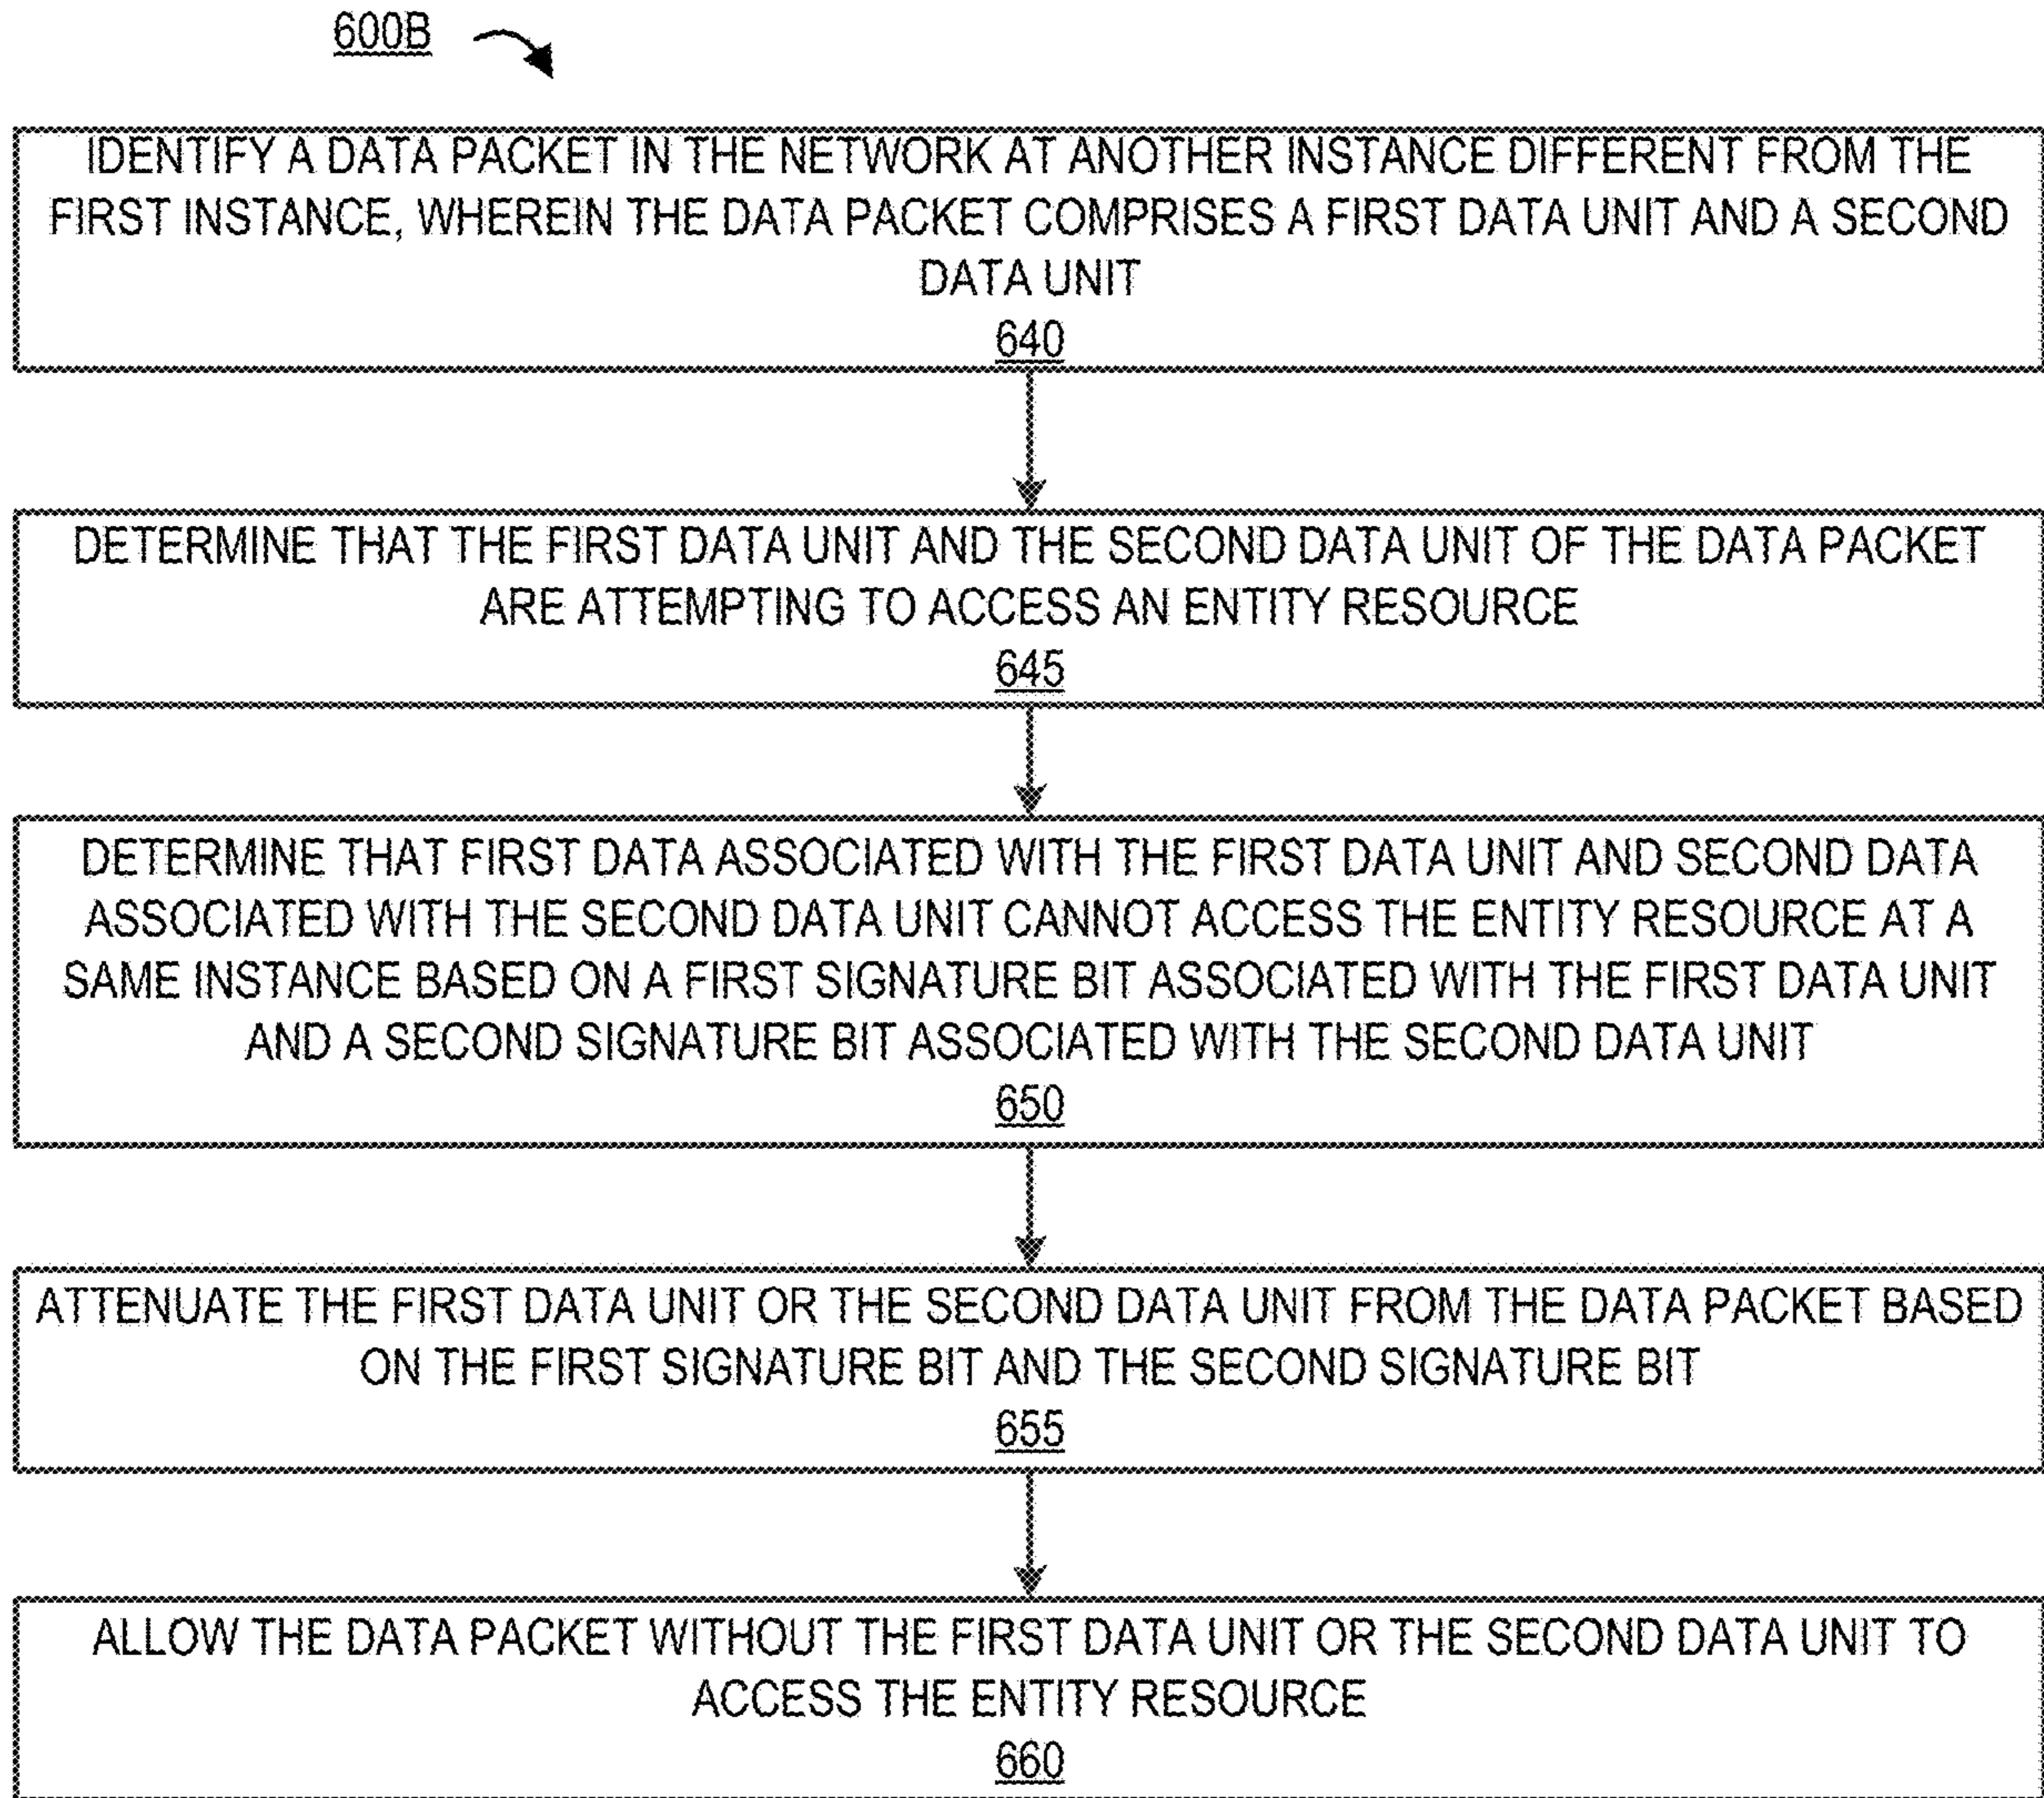 600B
IDENTIFY A DATA PACKET IN THE NETWORK AT ANOTHER INSTANCE DIFFERENT FROM THE
FIRST INSTANCE, WHEREIN THE DATA PACKET COMPRISES A FIRST DATA UNIT AND A SECOND
DATA UNIT
640
DETERMINE THAT THE FIRST DATA UNIT AND THE SECOND DATA UNIT OF THE DATA PACKET
ARE ATTEMPTING TO ACCESS AN ENTITY RESOURCE
645
DETERMINE THAT FIRST DATA ASSOCIATED WITH THE FIRST DATA UNIT AND SECOND DATA
ASSOCIATED WITH THE SECOND DATA UNIT CANNOT ACCESS THE ENTITY RESOURCE AT A
SAME INSTANCE BASED ON A FIRST SIGNATURE BIT ASSOCIATED WITH THE FIRST DATA UNIT
AND A SECOND SIGNATURE BIT ASSOCIATED WITH THE SECOND DATA UNIT
650
ATTENUATE THE FIRST DATA UNIT OR THE SECOND DATA UNIT FROM THE DATA PACKET BASED
ON THE FIRST SIGNATURE BIT AND THE SECOND SIGNATURE BIT
655
ALLOW THE DATA PACKET WITHOUT THE FIRST DATA UNIT OR THE SECOND DATA UNIT TO
ACCESS THE ENTITY RESOURCE
660